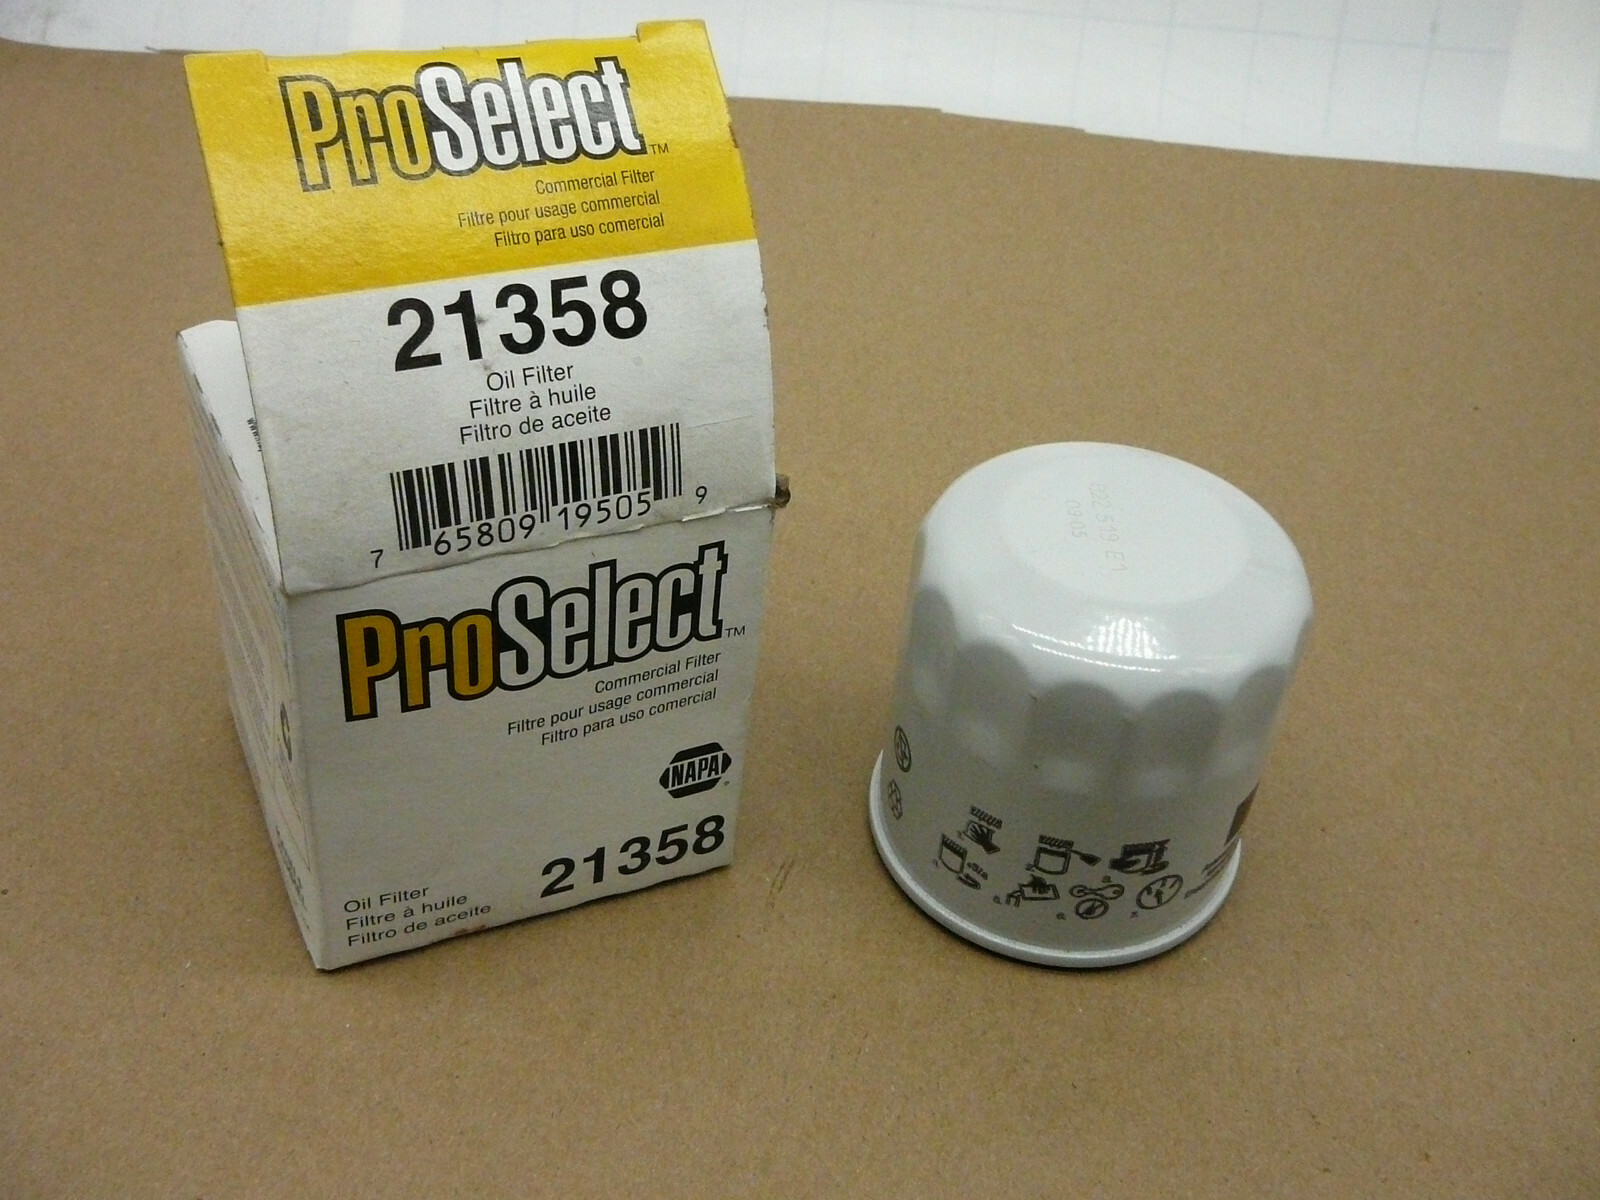 ProSelect™
Commercial Filter
Filtre pour usage commercial
Filtro para uso comercial
21358
Oil Filter
Filtre à huile
Filtro de aceite
7 65809 19505 9
ProSelect™
Commercial Filter
Filtre pour usage commercial
Filtro para uso comercial
NAPA
21358
Oil Filter
Filtre à huile
Filtro de aceite